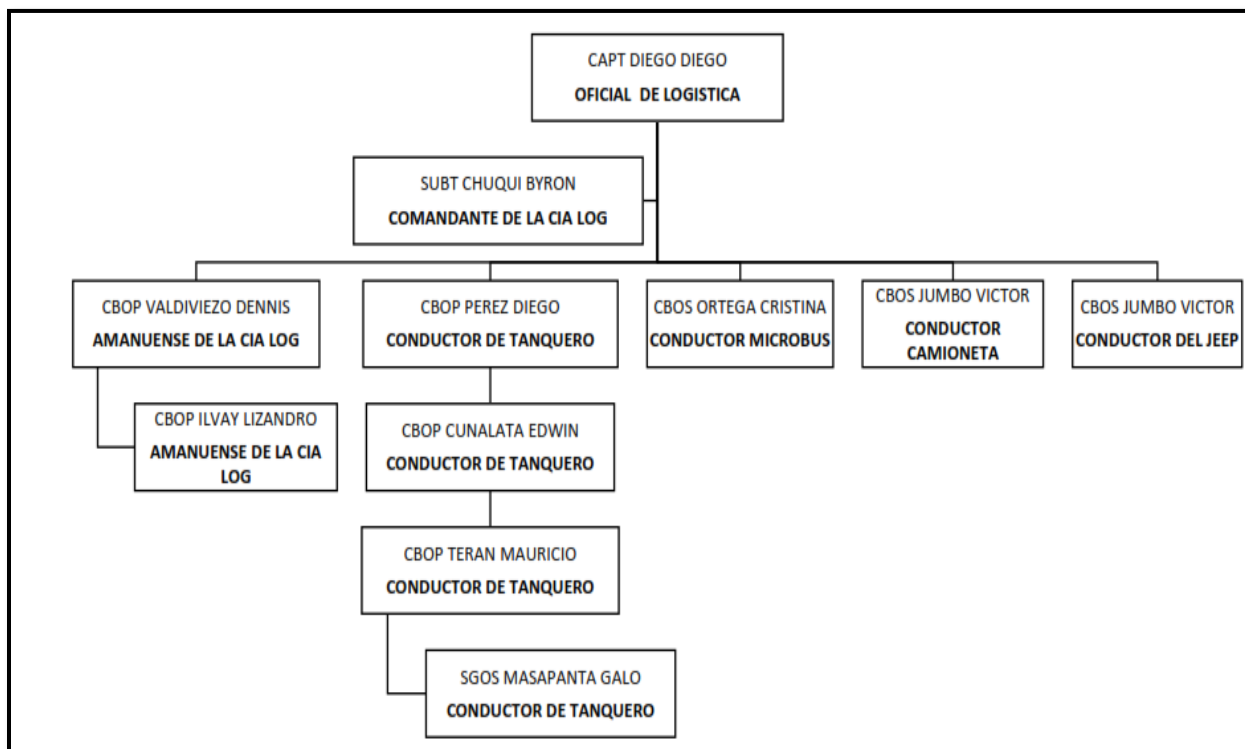 CAPT DIEGO DIEGO
OFICIAL DE LOGISTICA
SUBT CHUQUI BYRON
COMANDANTE DE LA CIA LOG
CBOP VALDIVIEZO DENNIS
AMANUENSE DE LA CIA LOG
CBOP PEREZ DIEGO
CONDUCTOR DE TANQUERO
CBOS ORTEGA CRISTINA
CONDUCTOR MICROBUS
CBOS JUMBO VICTOR
CONDUCTOR
CAMIONETA
CBOS JUMBO VICTOR
CONDUCTOR DEL JEEP
CBOP ILVAY LIZANDRO
AMANUENSE DE LA CIA
LOG
CBOP CUNALATA EDWIN
CONDUCTOR DE TANQUERO
CBOP TERAN MAURICIO
CONDUCTOR DE TANQUERO
SGOS MASAPANTA GALO
CONDUCTOR DE TANQUERO